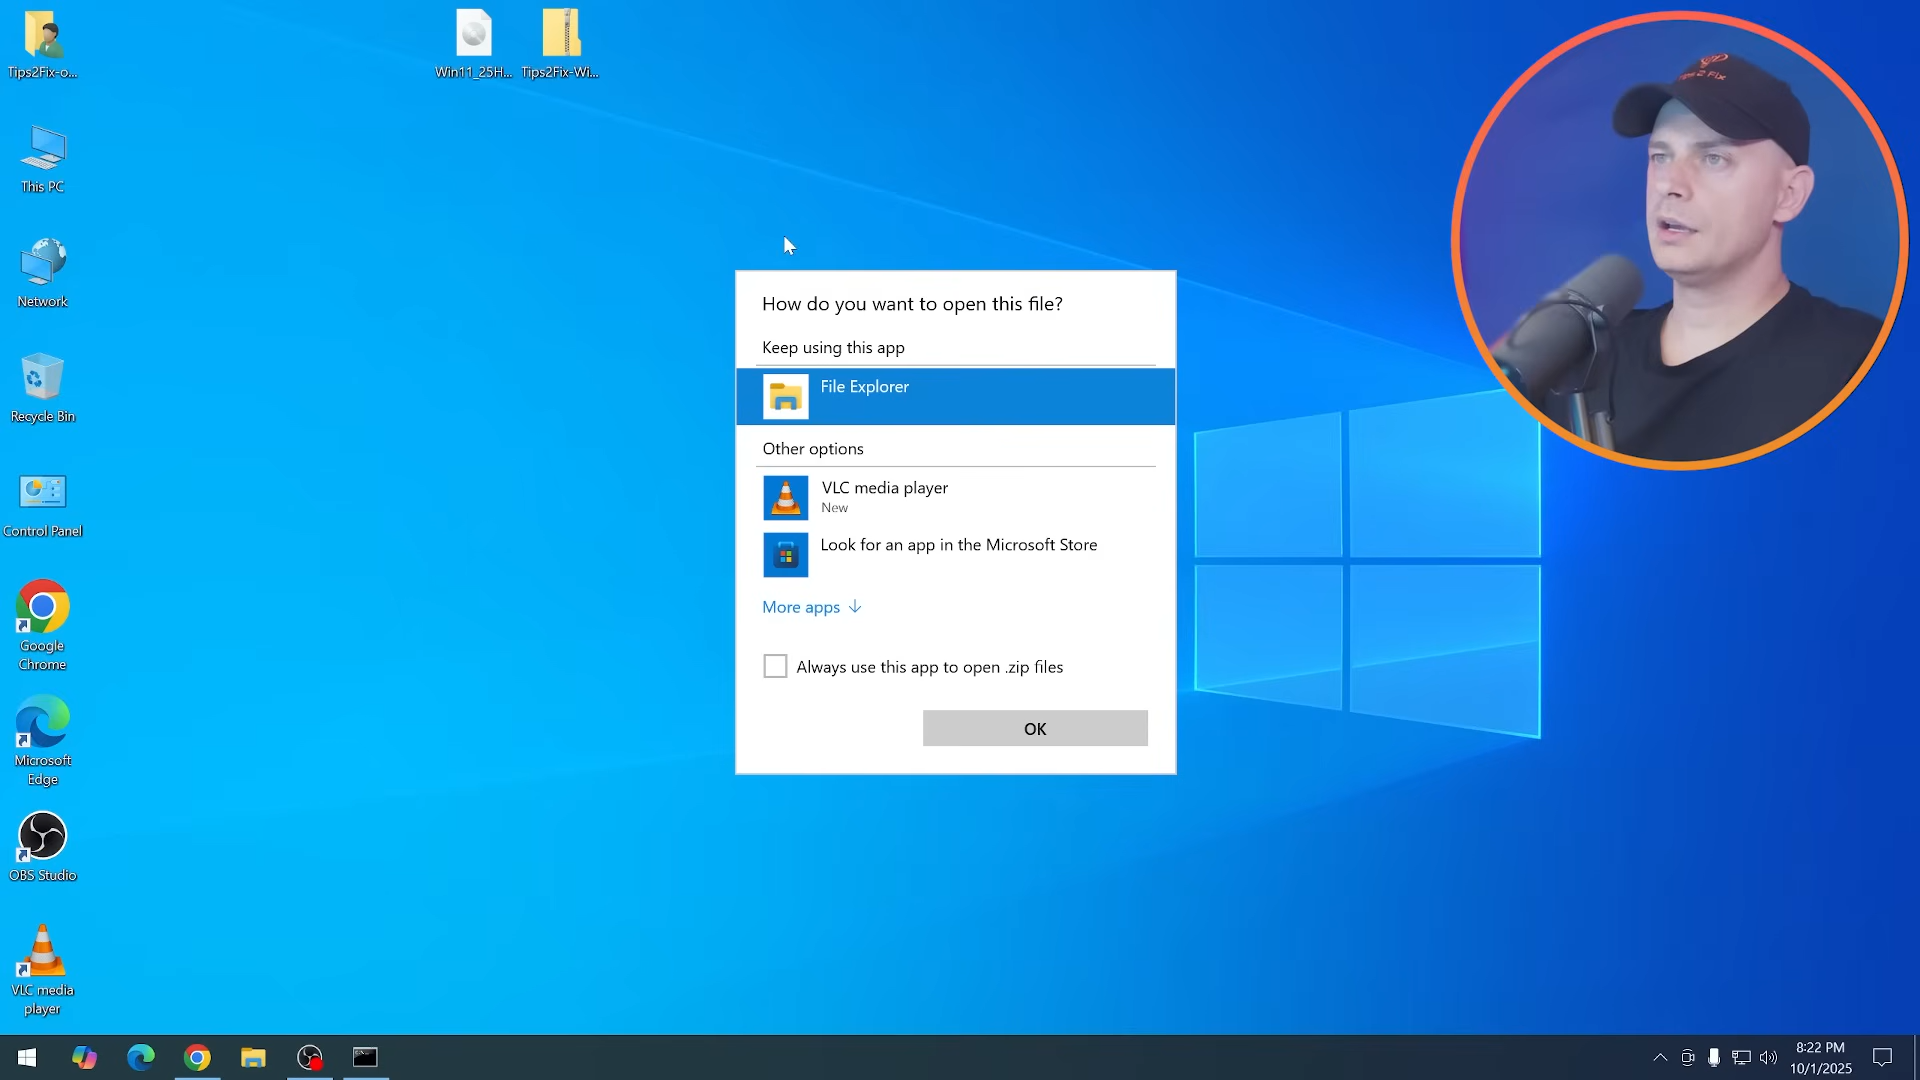 Tips2Fix-o...
This PC
Network
Recycle Bin
Control Panel
Google
Chrome
Microsoft
Edge
OBS Studio
VLC media
player
Win11_25H...
Tips2Fix-Wi...
How do you want to open this file?
Keep using this app
File Explorer
Other options
VLC media player
New
Look for an app in the Microsoft Store
More apps
Always use this app to open .zip files
OK
Tips 2 Fix
8:22 PM
10/1/2025